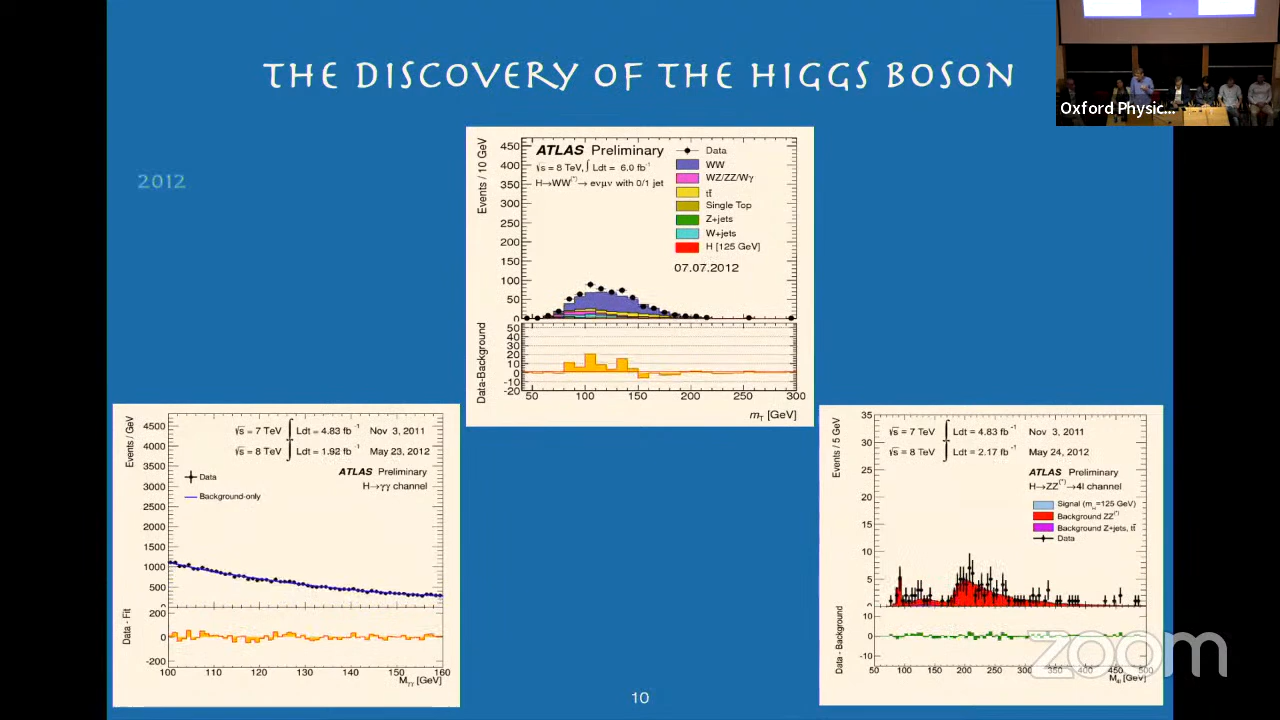 THE DISCOVERY OF THE HIGGS BOSON
Oxford Physic...
2012
ATLAS Preliminary
√s = 8 TeV, ∫ Ldt = 6.0 fb⁻¹
H→WW(*)→ eνμν with 0/1 jet
Data
WW
WZ/ZZ/Wγ
tt̄
Single Top
Z+jets
W+jets
H [125 GeV]
07.07.2012
Events / 10 GeV
450
400
350
300
250
200
150
100
50
0
Data-Background
50
40
30
20
10
0
-10
-20
50 100 150 200 250 300
mT [GeV]
Events / GeV
4500
4000
3500
3000
2500
2000
1500
1000
500
√s = 7 TeV ∫ Ldt = 4.83 fb⁻¹ Nov 3, 2011
√s = 8 TeV ∫ Ldt = 1.92 fb⁻¹ May 23, 2012
ATLAS Preliminary
H→γγ channel
Data
Background-only
Data - Fit
200
0
-200
100 110 120 130 140 150 160
Mγγ [GeV]
Events / 5 GeV
35
30
25
20
15
10
5
0
√s = 7 TeV ∫ Ldt = 4.83 fb⁻¹ Nov 3, 2011
√s = 8 TeV ∫ Ldt = 2.17 fb⁻¹ May 24, 2012
ATLAS Preliminary
H→ZZ(*)→4l channel
Signal (mH=125 GeV)
Background ZZ(*)
Background Z+jets, tt̄
Data
Data - Background
10
0
-10
50 100 150 200 250 300 350 400 450 500
M4l [GeV]
zoom
10